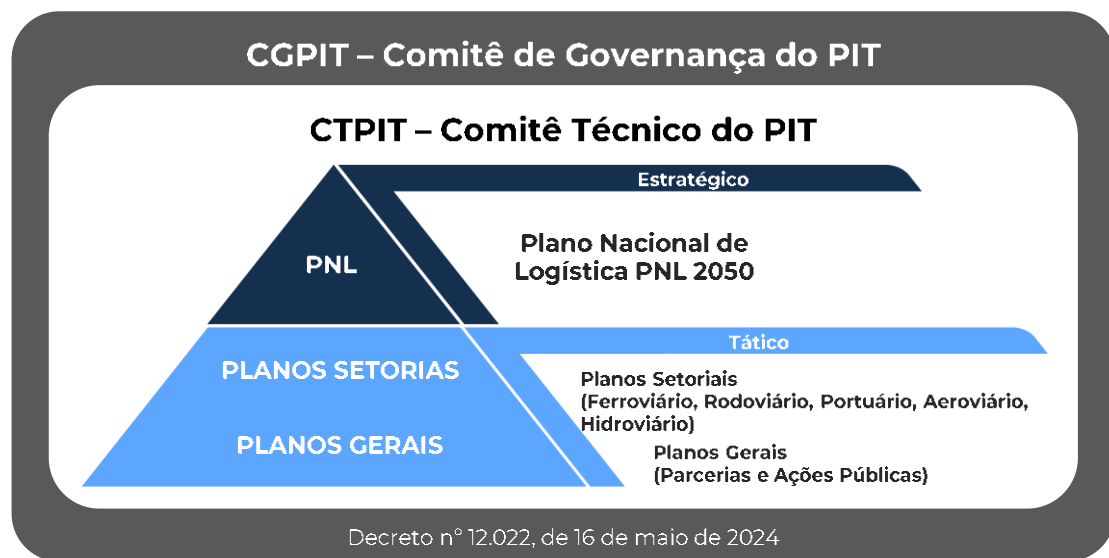 CGPIT – Comitê de Governança do PIT
CTPIT – Comitê Técnico do PIT
Estratégico
PNL
Plano Nacional de
Logística PNL 2050
Tático
PLANOS SETORIAS
Planos Setoriais
(Ferroviário, Rodoviário, Portuário, Aeroviário,
Hidroviário)
PLANOS GERAIS
Planos Gerais
(Parcerias e Ações Públicas)
Decreto nº 12.022, de 16 de maio de 2024